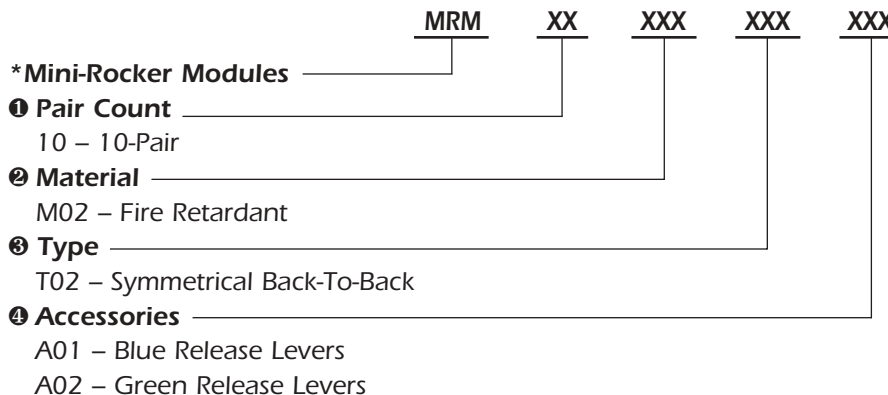 MRM XX XXX XXX XXX
*Mini-Rocker Modules
❶ Pair Count
10 – 10-Pair
❷ Material
M02 – Fire Retardant
❸ Type
T02 – Symmetrical Back-To-Back
❹ Accessories
A01 – Blue Release Levers
A02 – Green Release Levers